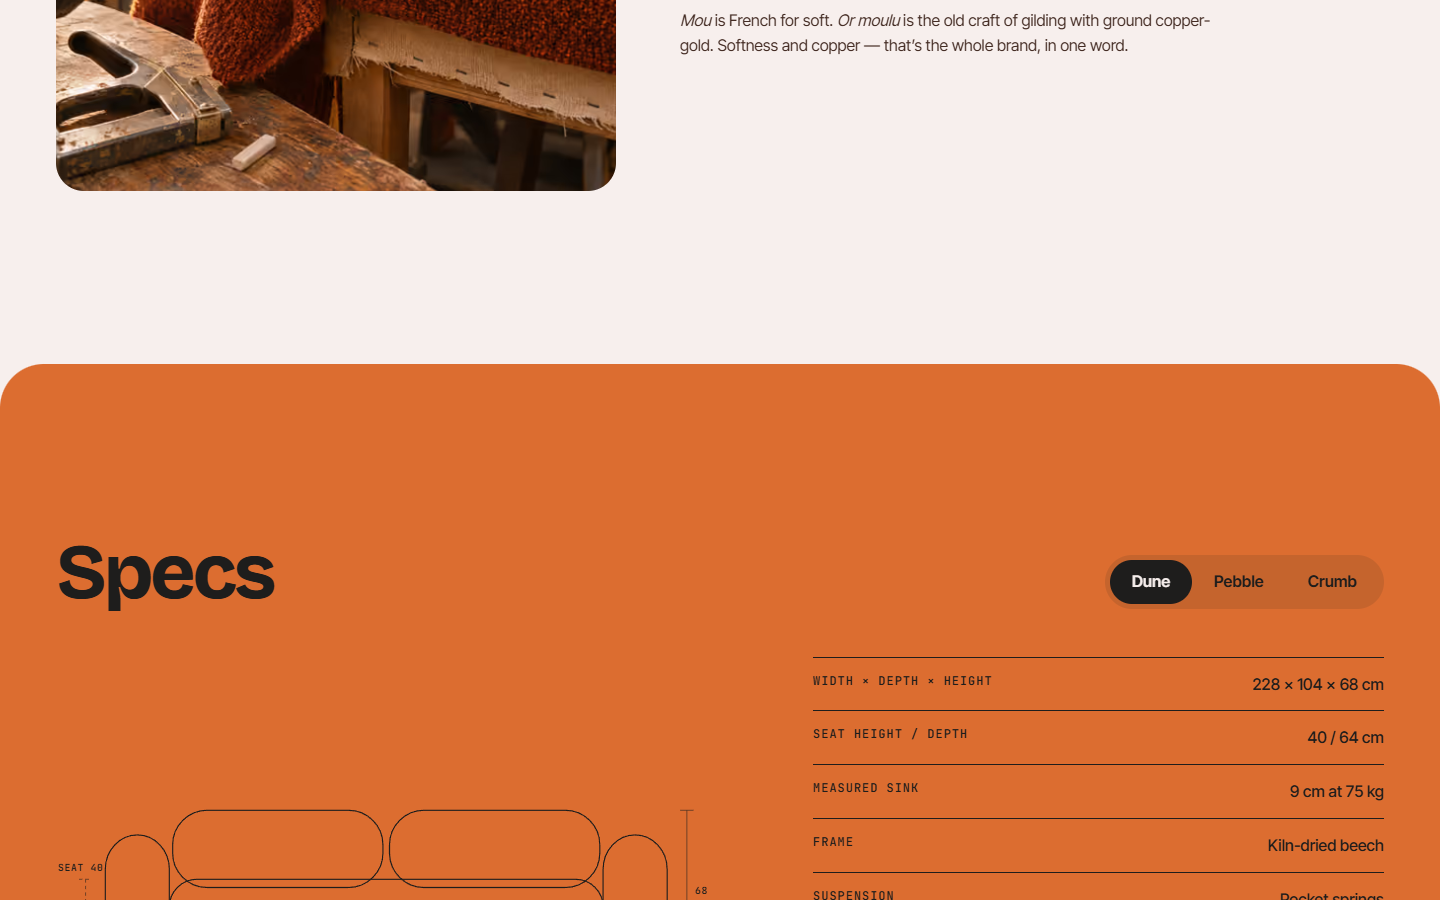 Mou is French for soft. Or moulu is the old craft of gilding with ground copper-
gold. Softness and copper — that’s the whole brand, in one word.
Specs
Dune
Pebble
Crumb
WIDTH × DEPTH × HEIGHT
228 × 104 × 68 cm
SEAT HEIGHT / DEPTH
40 / 64 cm
MEASURED SINK
9 cm at 75 kg
FRAME
Kiln-dried beech
SUSPENSION
Pocket springs
SEAT 40
68